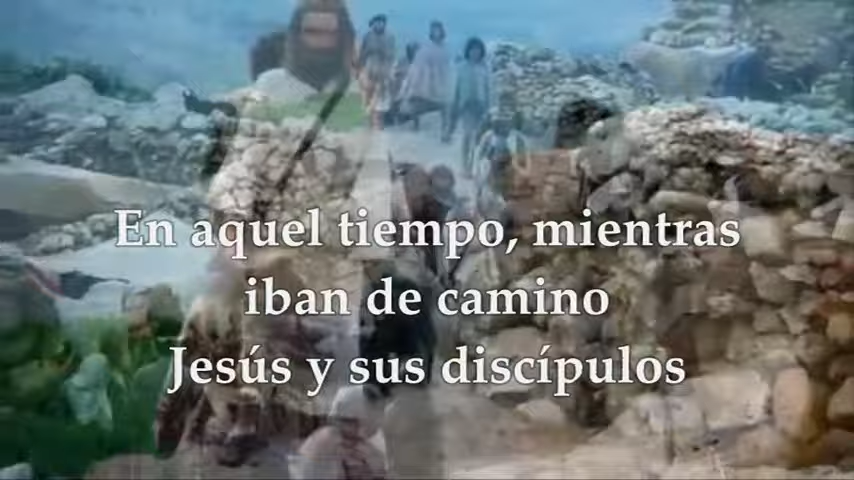 En aquel tiempo, mientras
iban de camino
Jesús y sus discípulos